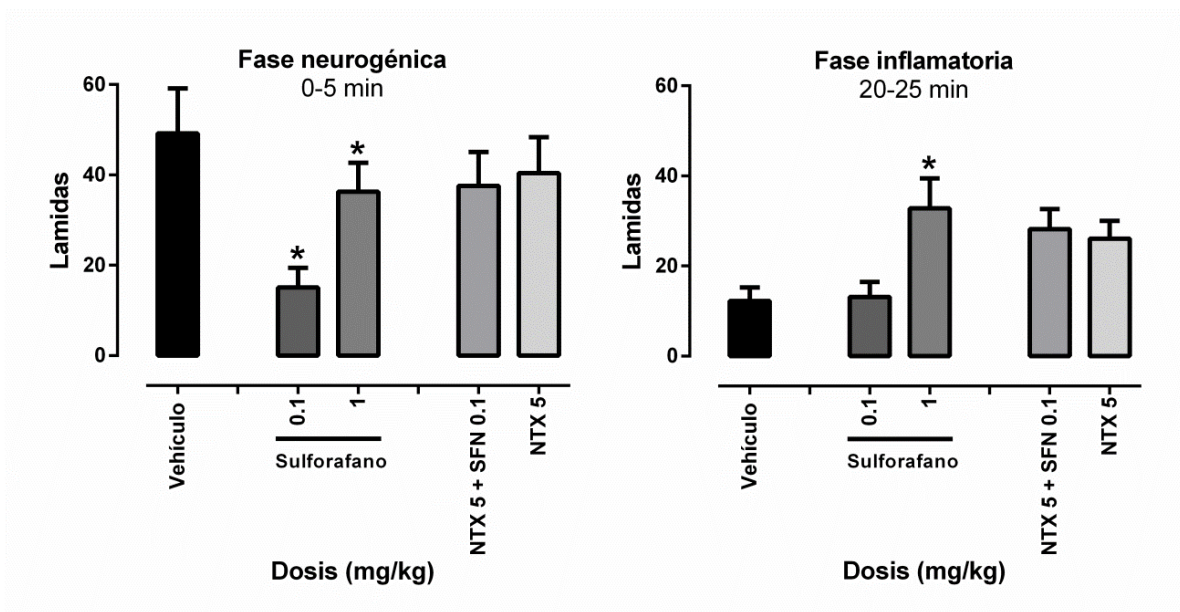 Fase neurogénica
0-5 min
60
40
20
0
Lamidas
*
*
Vehículo
0.1
1
Sulforafano
NTX 5 + SFN 0.1
NTX 5
Dosis (mg/kg)
Fase inflamatoria
20-25 min
60
40
20
0
Lamidas
*
Vehículo
0.1
1
Sulforafano
NTX 5 + SFN 0.1
NTX 5
Dosis (mg/kg)